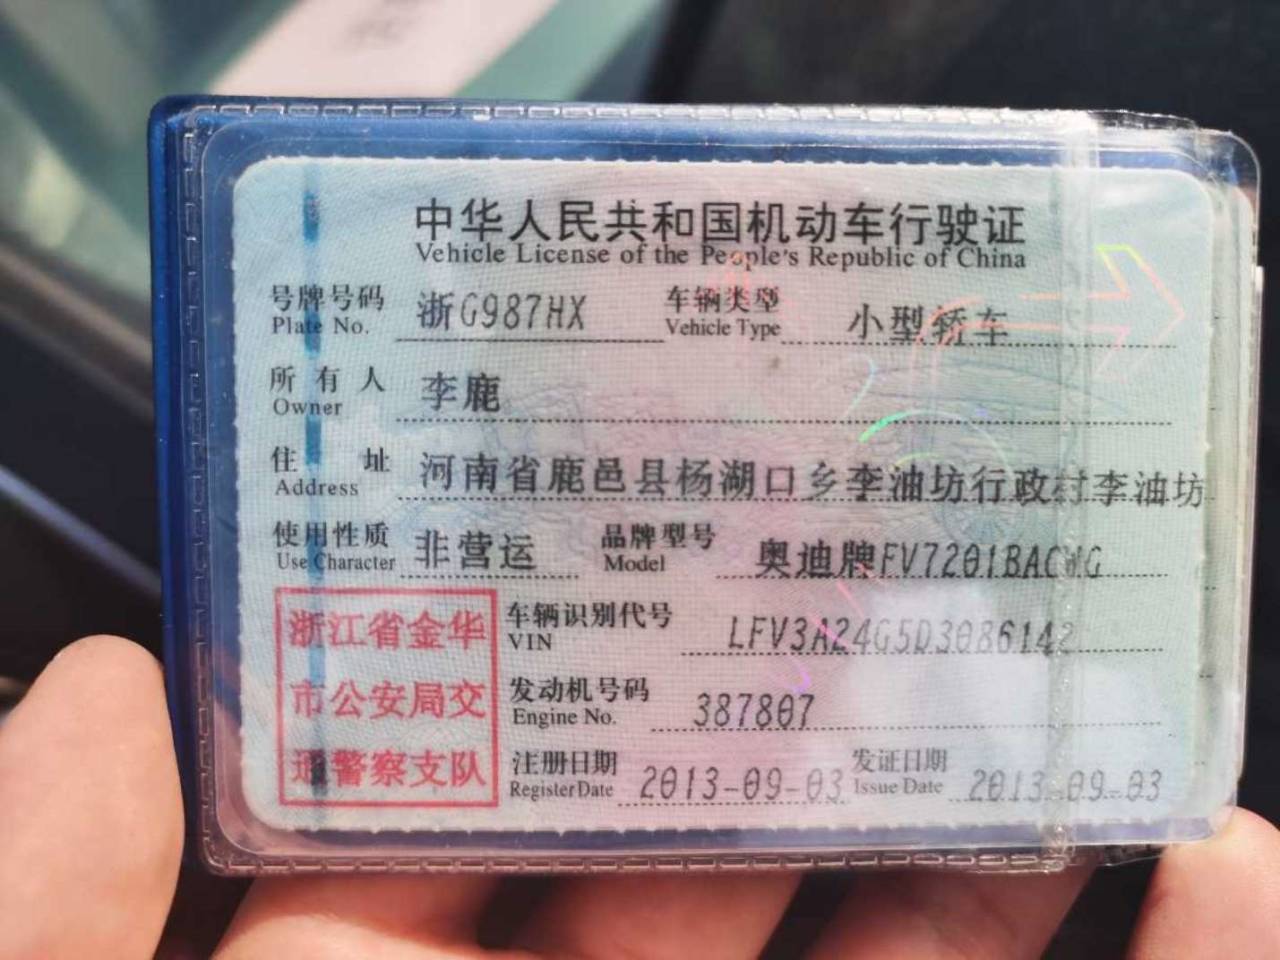 中华人民共和国机动车行驶证
Vehicle License of the People's Republic of China
号牌号码 浙G987HX 车辆类型 小型轿车
Plate No. Vehicle Type
所有人 李鹿
Owner
住址 河南省鹿邑县杨湖口乡李油坊行政村李油坊
Address
使用性质 非营运 品牌型号 奥迪牌FV7201BACWG
Use Character Model
浙江省金华
市公安局交
通警察支队
车辆识别代号 LFV3A24G5D3086142
VIN
发动机号码 387807
Engine No.
注册日期 2013-09-03 发证日期 2013-09-03
Register Date Issue Date